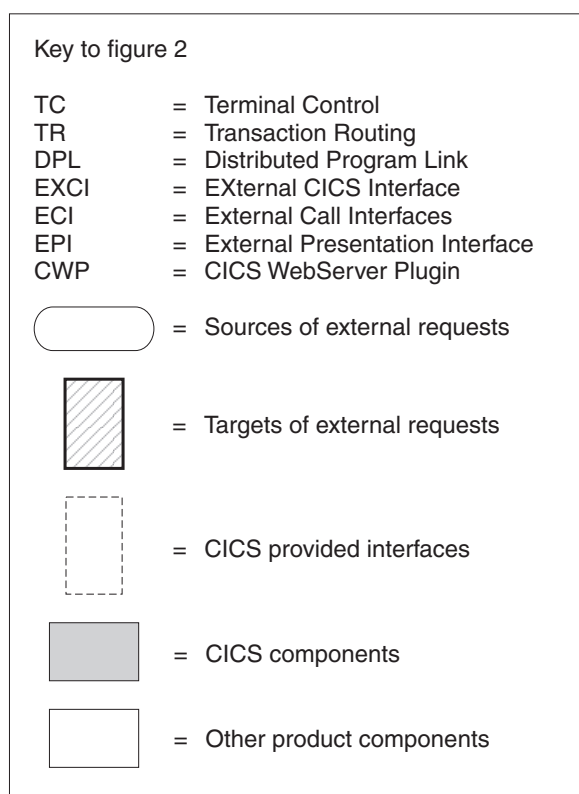 Key to figure 2
TC = Terminal Control
TR = Transaction Routing
DPL = Distributed Program Link
EXCI = EXternal CICS Interface
ECI = External Call Interfaces
EPI = External Presentation Interface
CWP = CICS WebServer Plugin
= Sources of external requests
= Targets of external requests
= CICS provided interfaces
= CICS components
= Other product components